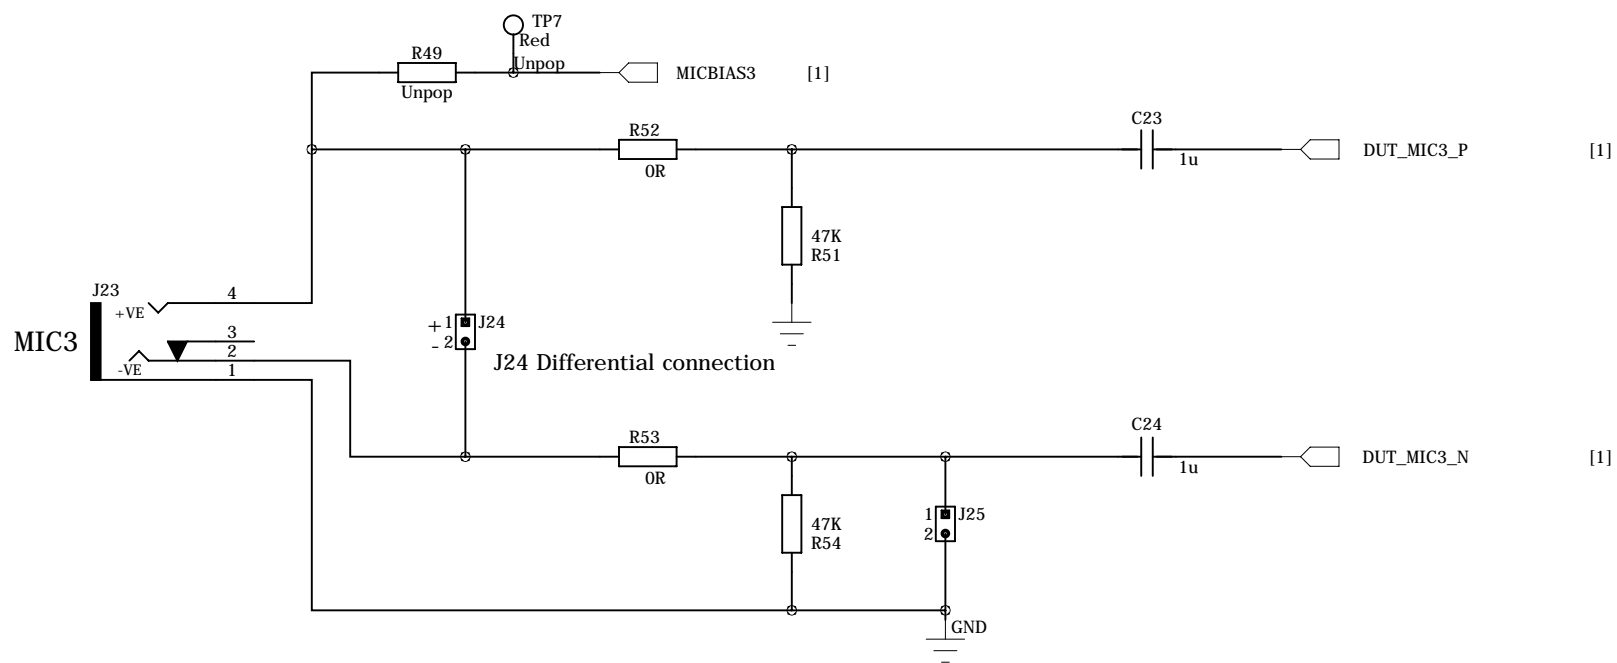 TP7
Red
Unpop
R49
Unpop
MICBIAS3 [1]
R52
0R
C23
1u
DUT_MIC3_P [1]
47K
R51
J23
+VE
4
MIC3
3
2
-VE
1
+ 1 J24
- 2
J24 Differential connection
R53
0R
C24
1u
DUT_MIC3_N [1]
47K
R54
1 J25
2
GND